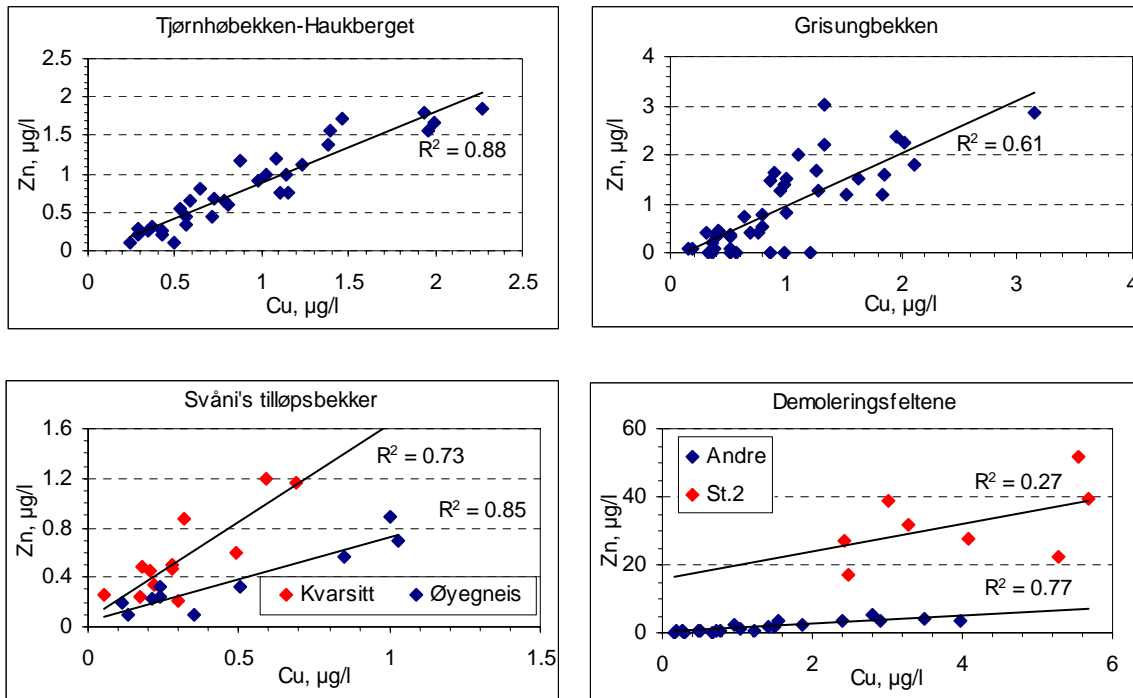 Tjørnhøbekken-Haukberget
2.5
2
1.5
1
0.5
0
Zn, µg/l
R² = 0.88
0 0.5 1 1.5 2 2.5
Cu, µg/l
Grisungbekken
4
3
2
1
0
Zn, µg/l
R² = 0.61
0 1 2 3 4
Cu, µg/l
Svåni's tilløpsbekker
1.6
1.2
0.8
0.4
0
Zn, µg/l
R² = 0.73
R² = 0.85
Kvarsitt Øyegneis
0 0.5 1 1.5
Cu, µg/l
Demoleringsfeltene
60
40
20
0
Zn, µg/l
Andre
St.2
R² = 0.27
R² = 0.77
0 2 4 6
Cu, µg/l